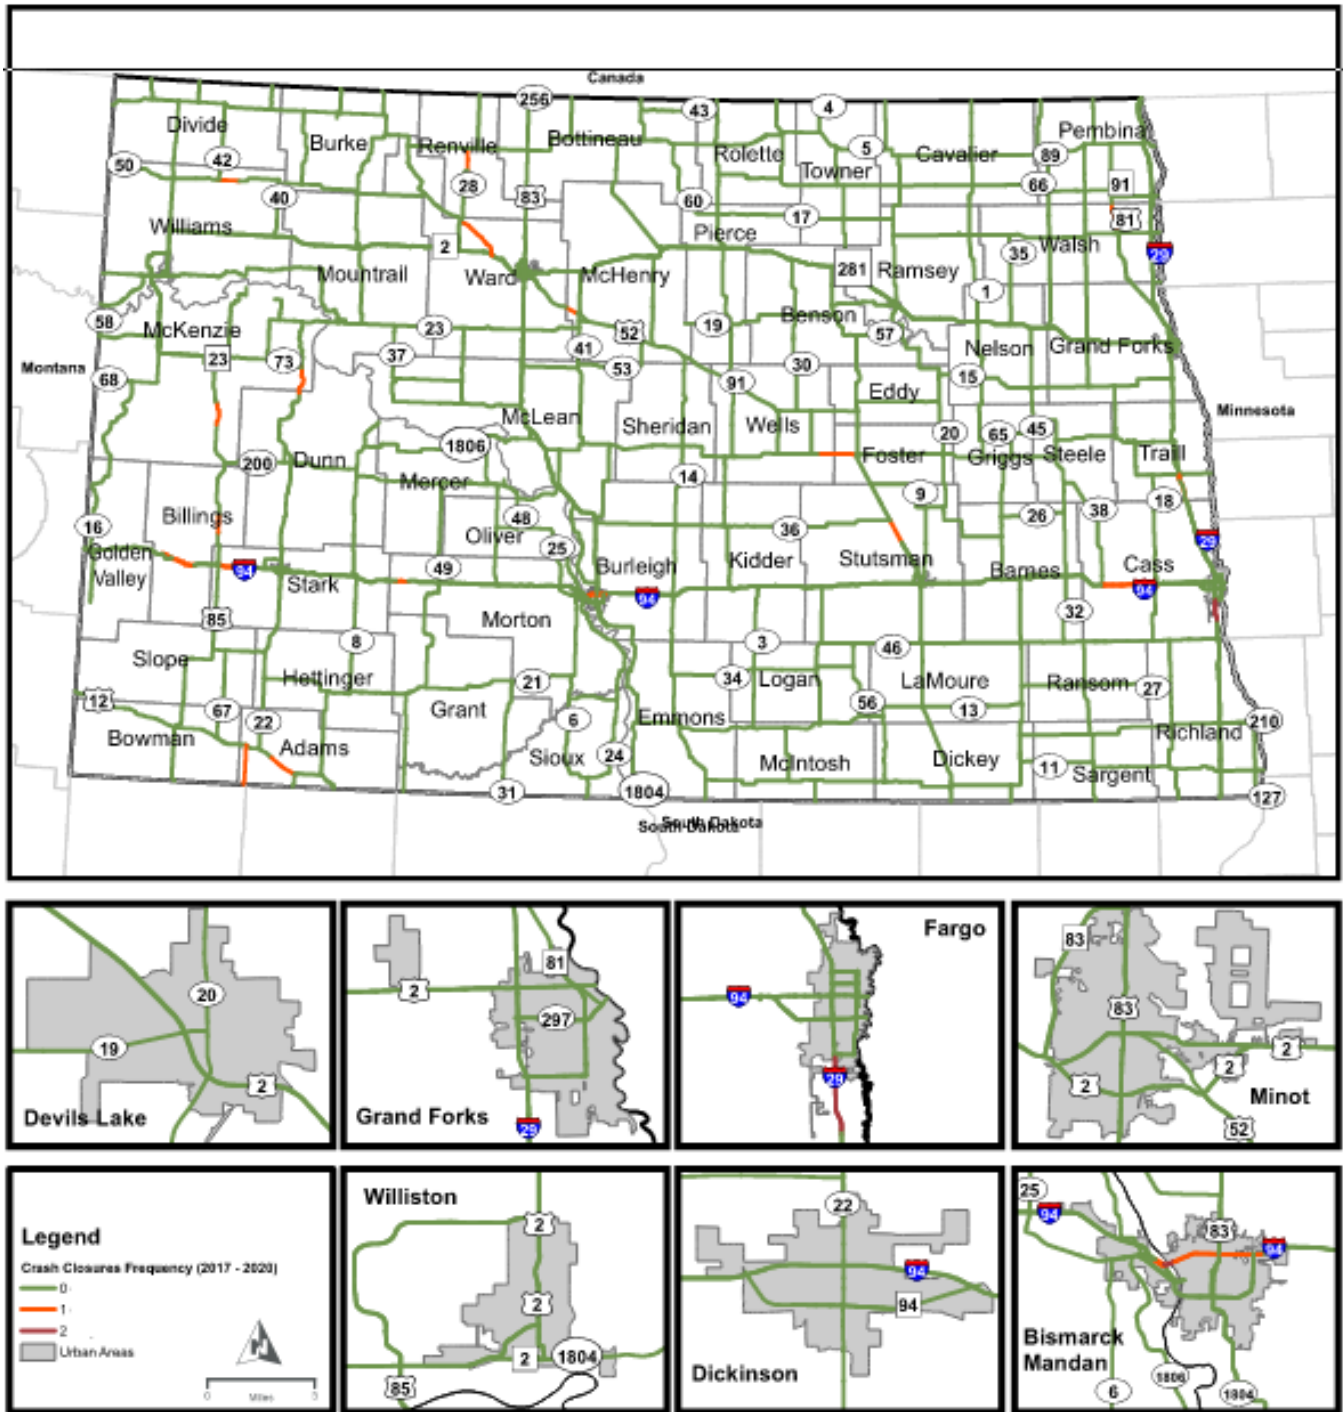 Canada
256
43
4
Divide
Burke
Renville
Bottineau
Rolette
Towner
5
Cavalier
Pembina
89
50
42
40
28
83
60
17
66
91
81
Williams
2
Pierce
281
Ramsey
35
Walsh
29
Mountrail
Ward
McHenry
1
58
McKenzie
23
52
19
Benson
57
Montana
23
73
37
41
53
30
Nelson
Grand Forks
68
91
15
Eddy
Minnesota
McLean
Sheridan
Wells
1806
20
65
45
200
Dunn
Foster
Griggs
Steele
Traill
Mercer
14
9
18
16
Billings
48
Oliver
36
26
38
29
Golden
Valley
94
Stark
49
25
Burleigh
94
Kidder
Stutsman
Barnes
Cass
94
85
Morton
32
8
3
46
Slope
Hettinger
21
34
Logan
LaMoure
Ransom
27
12
67
22
Grant
6
Emmons
56
13
210
Bowman
Adams
Sioux
24
McIntosh
Dickey
11
Sargent
Richland
31
1804
127
South Dakota
South Dakota
20
19
2
Devils Lake
81
2
297
Grand Forks
29
Fargo
94
29
83
83
2
2
2
Minot
52
Legend
Crash Closures Frequency (2017 - 2020)
0
1
2
Urban Areas
N
0
3
Miles
Williston
2
2
2
1804
85
22
94
94
Dickinson
25
94
83
94
Bismarck
Mandan
6
1806
1804